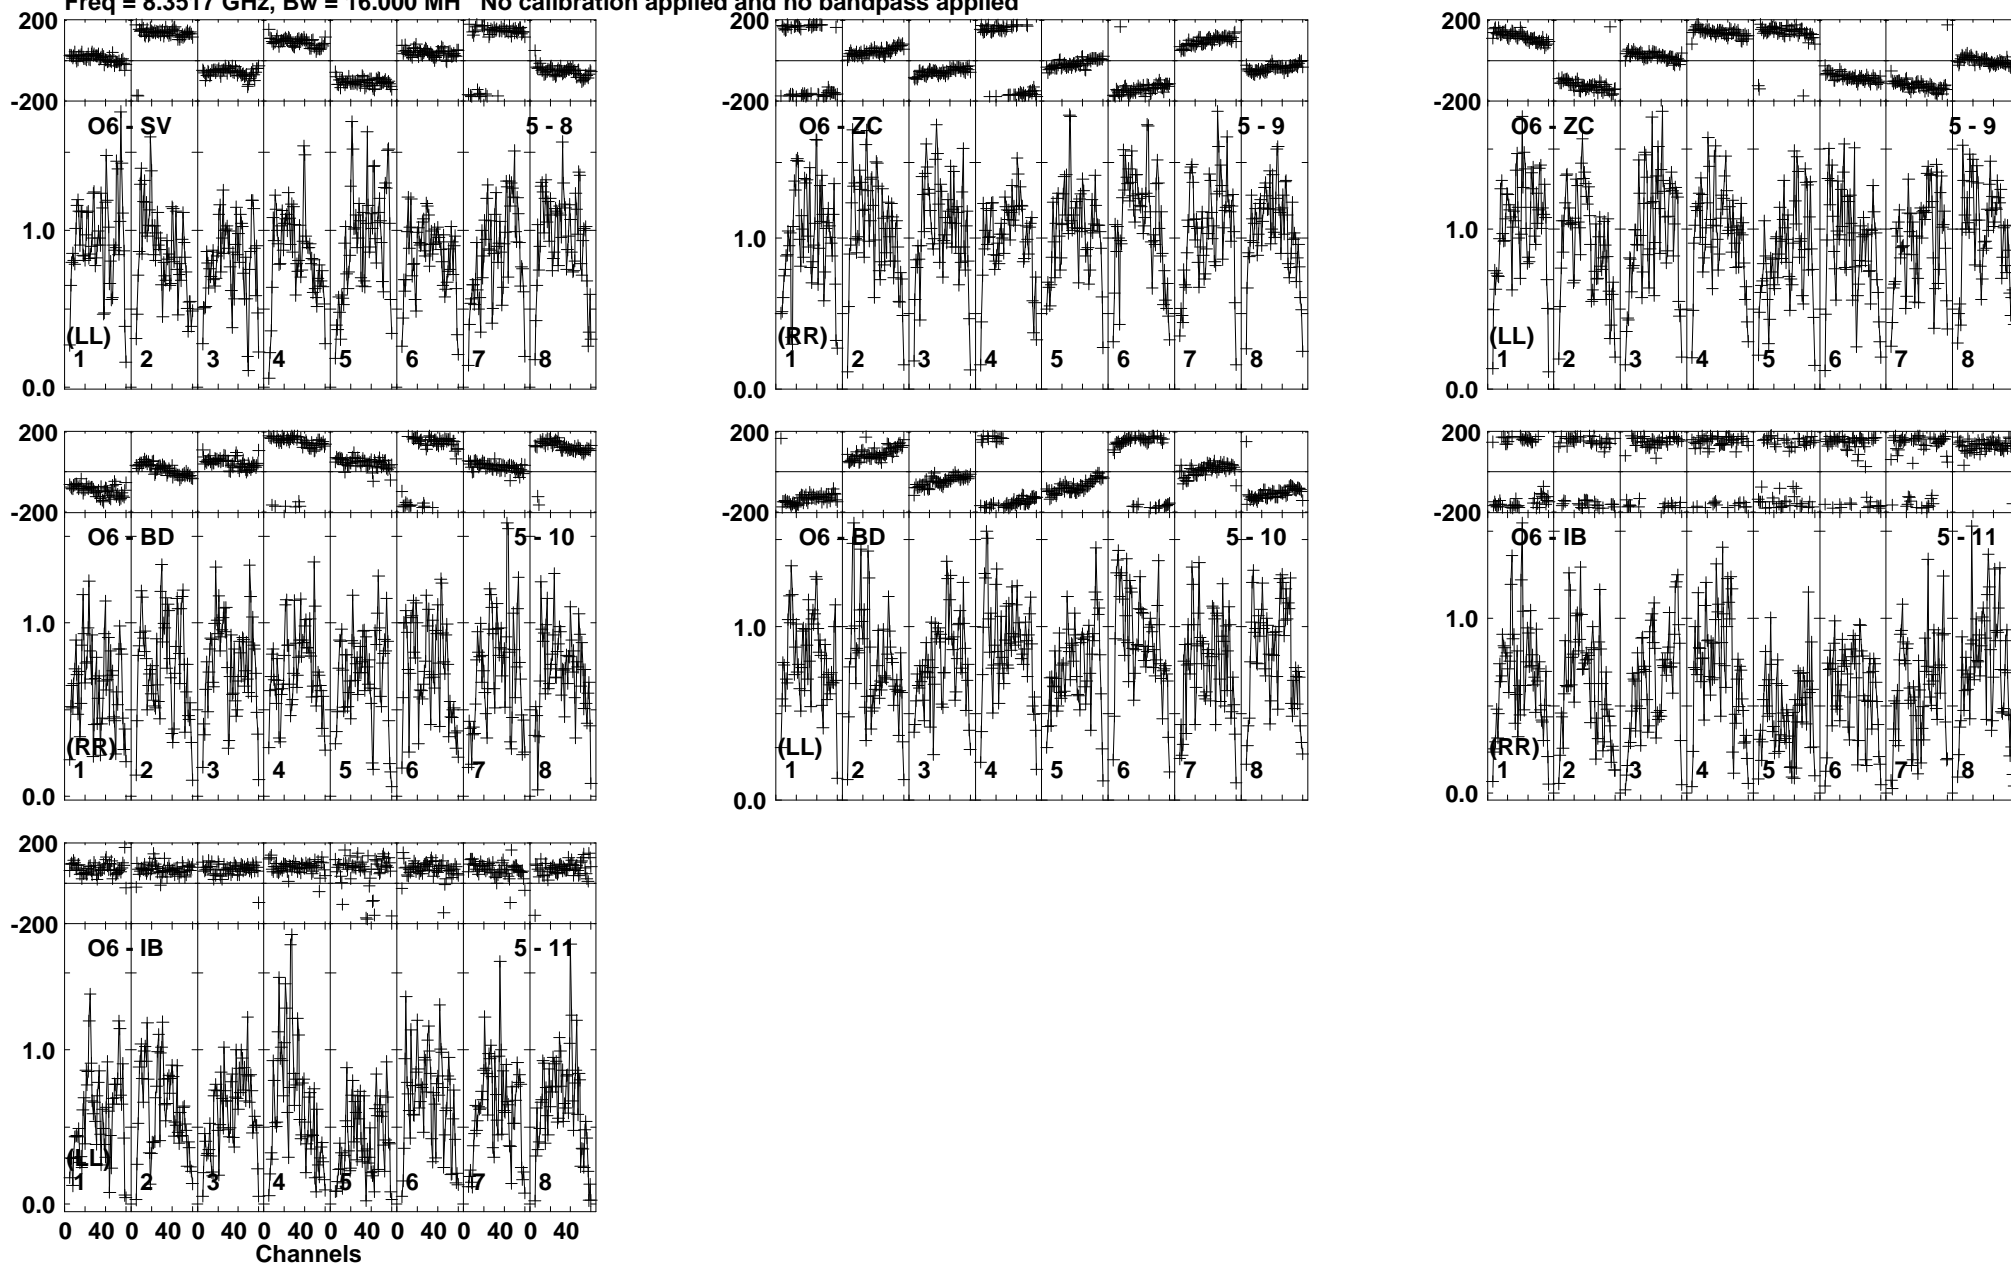 Freq = 8.3517 GHz, Bw = 16.000 MH No calibration applied and no bandpass applied
200 200 200
-200 -200 -200
O6 - SV 5 - 8 O6 - ZC 5 - 9 O6 - ZC 5 - 9
1.0 1.0 1.0
(LL) (RR) (LL)
1 2 3 4 5 6 7 8 1 2 3 4 5 6 7 8 1 2 3 4 5 6 7 8
0.0 0.0 0.0
200 200 200
-200 -200 -200
O6 - BD 5 - 10 O6 - BD 5 - 10 O6 - IB 5 - 11
1.0 1.0 1.0
(RR) (LL) (RR)
1 2 3 4 5 6 7 8 1 2 3 4 5 6 7 8 1 2 3 4 5 6 7 8
0.0 0.0 0.0
200
-200
O6 - IB 5 - 11
1.0
(LL)
1 2 3 4 5 6 7 8
0.0
0 40 0 40 0 40 0 40 0 40 0 40 0 40 0 40
Channels